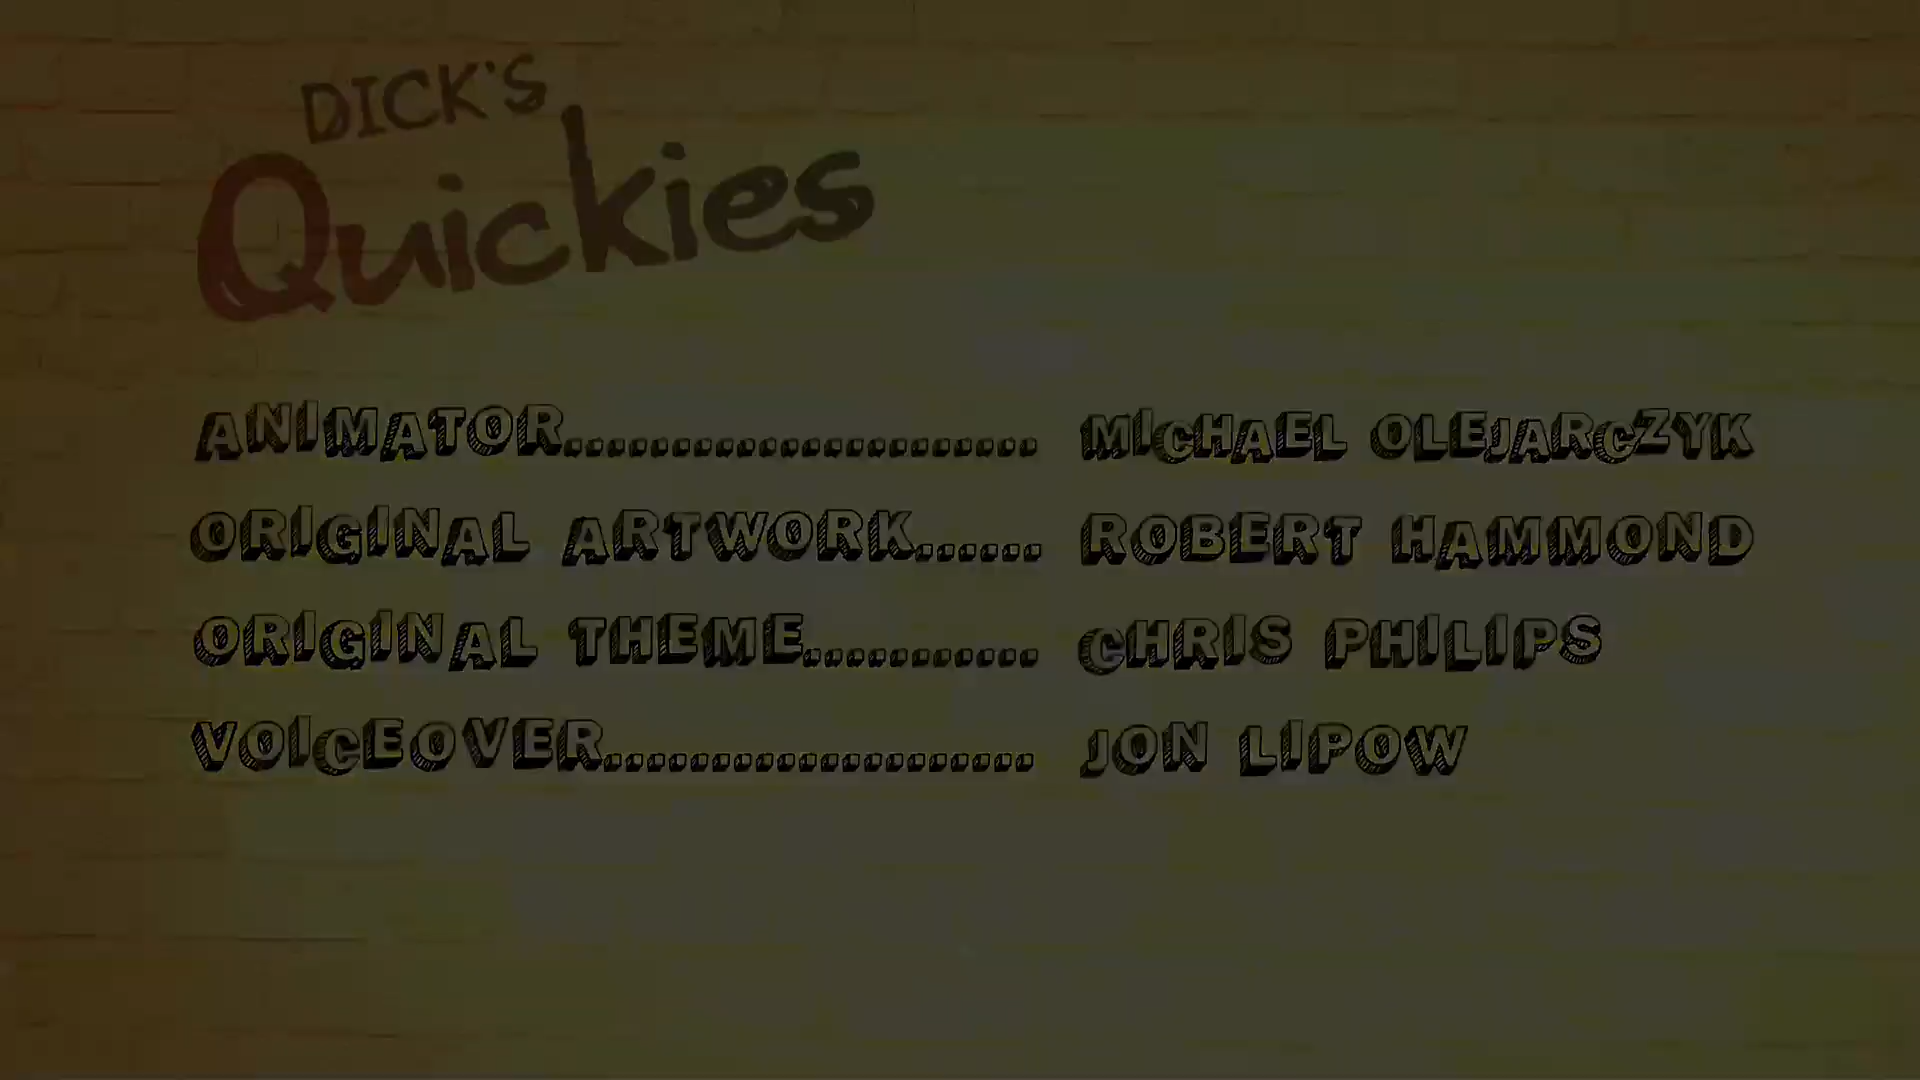 DICK'S
Quickies
ANIMATOR...................... MICHAEL OLEJARCZYK
ORIGINAL ARTWORK...... ROBERT HAMMOND
ORIGINAL THEME........... CHRIS PHILIPS
VOICEOVER.................... JON LIPOW